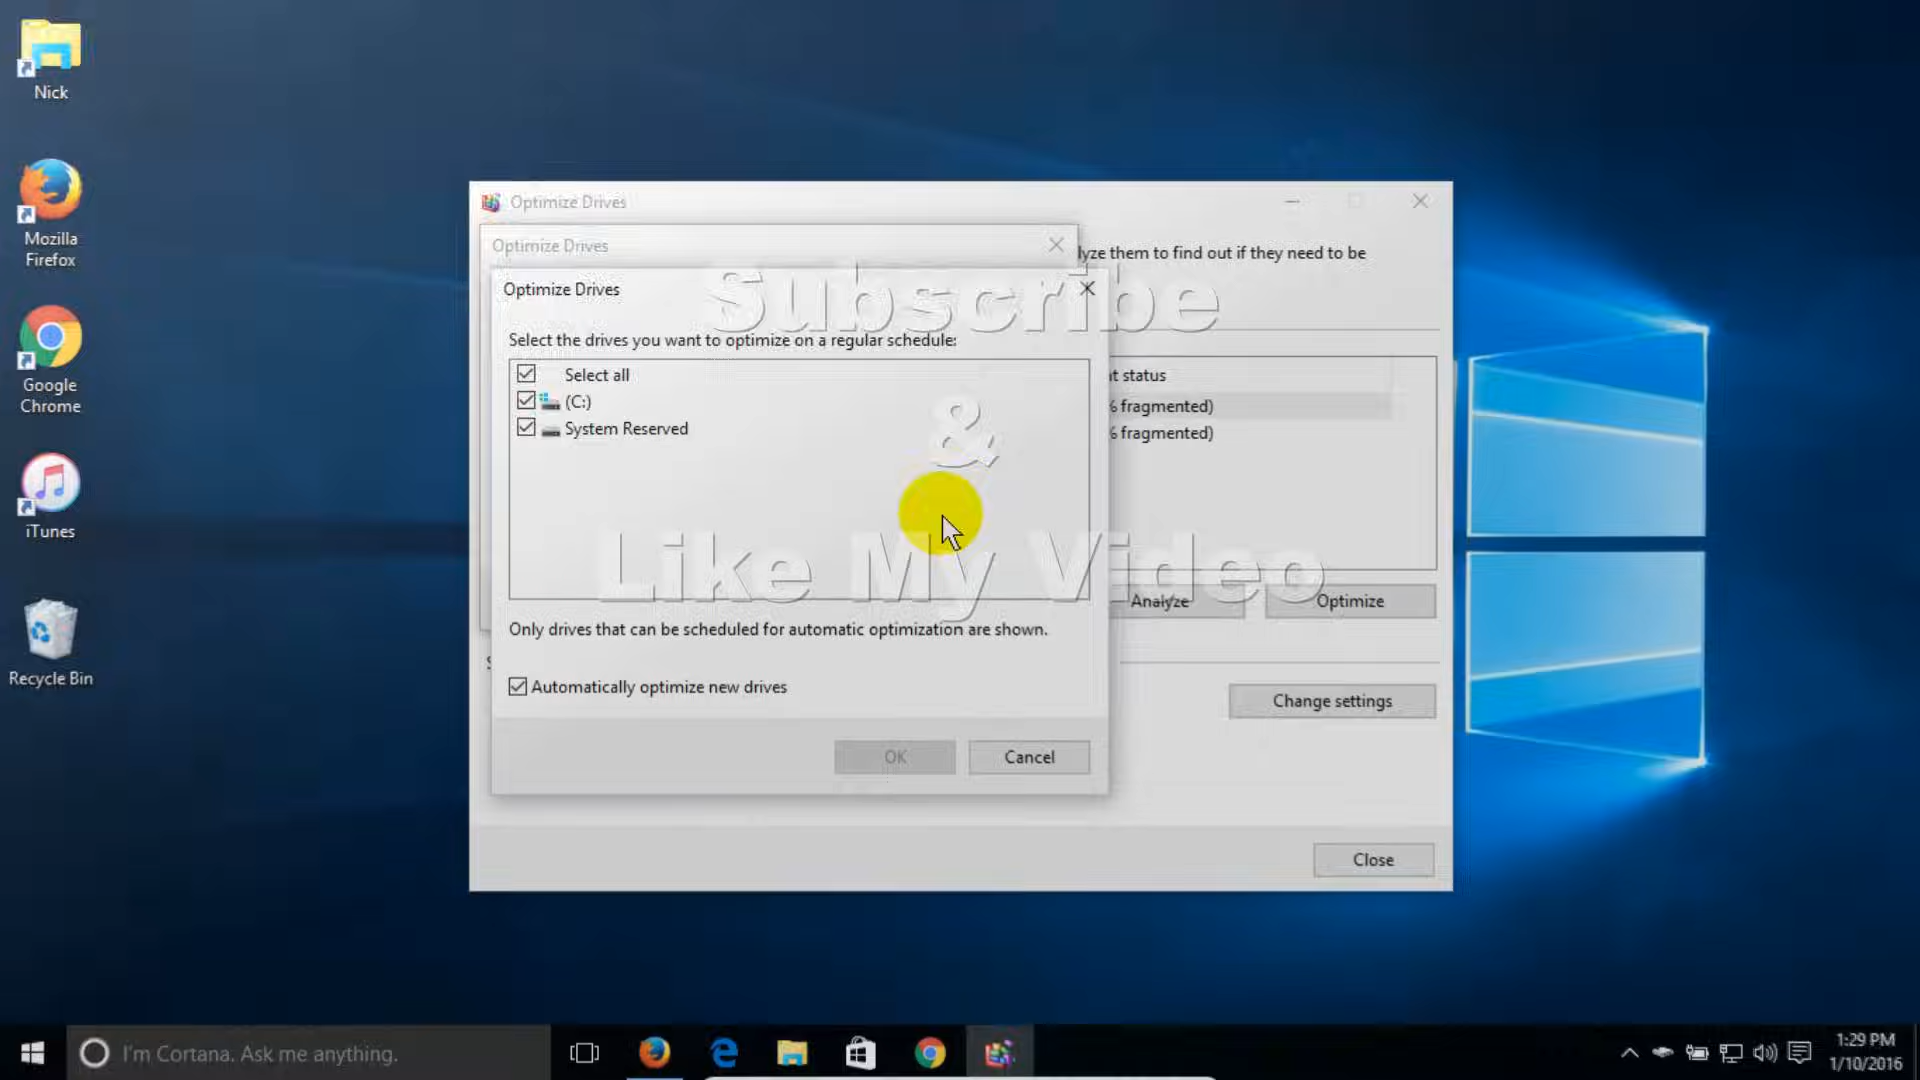 Nick
Mozilla
Firefox
Google
Chrome
iTunes
Recycle Bin
Optimize Drives
Optimize Drives
lyze them to find out if they need to be
Optimize Drives
Subscribe
Select the drives you want to optimize on a regular schedule:
Select all
t status
(C:)
% fragmented)
&
System Reserved
% fragmented)
Like My Video
Analyze
Optimize
Only drives that can be scheduled for automatic optimization are shown.
Automatically optimize new drives
Change settings
OK
Cancel
Close
I'm Cortana. Ask me anything.
1:29 PM
1/10/2016